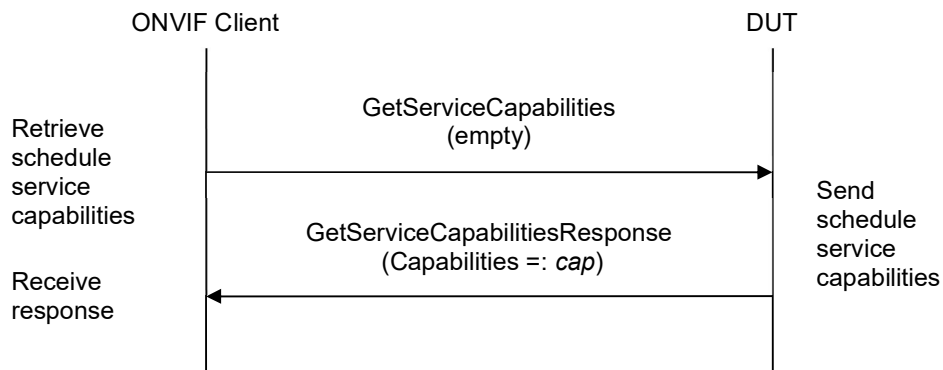 ONVIF Client
DUT
GetServiceCapabilities
(empty)
Retrieve
schedule
service
capabilities
Send
schedule
service
capabilities
GetServiceCapabilitiesResponse
(Capabilities =: cap)
Receive
response